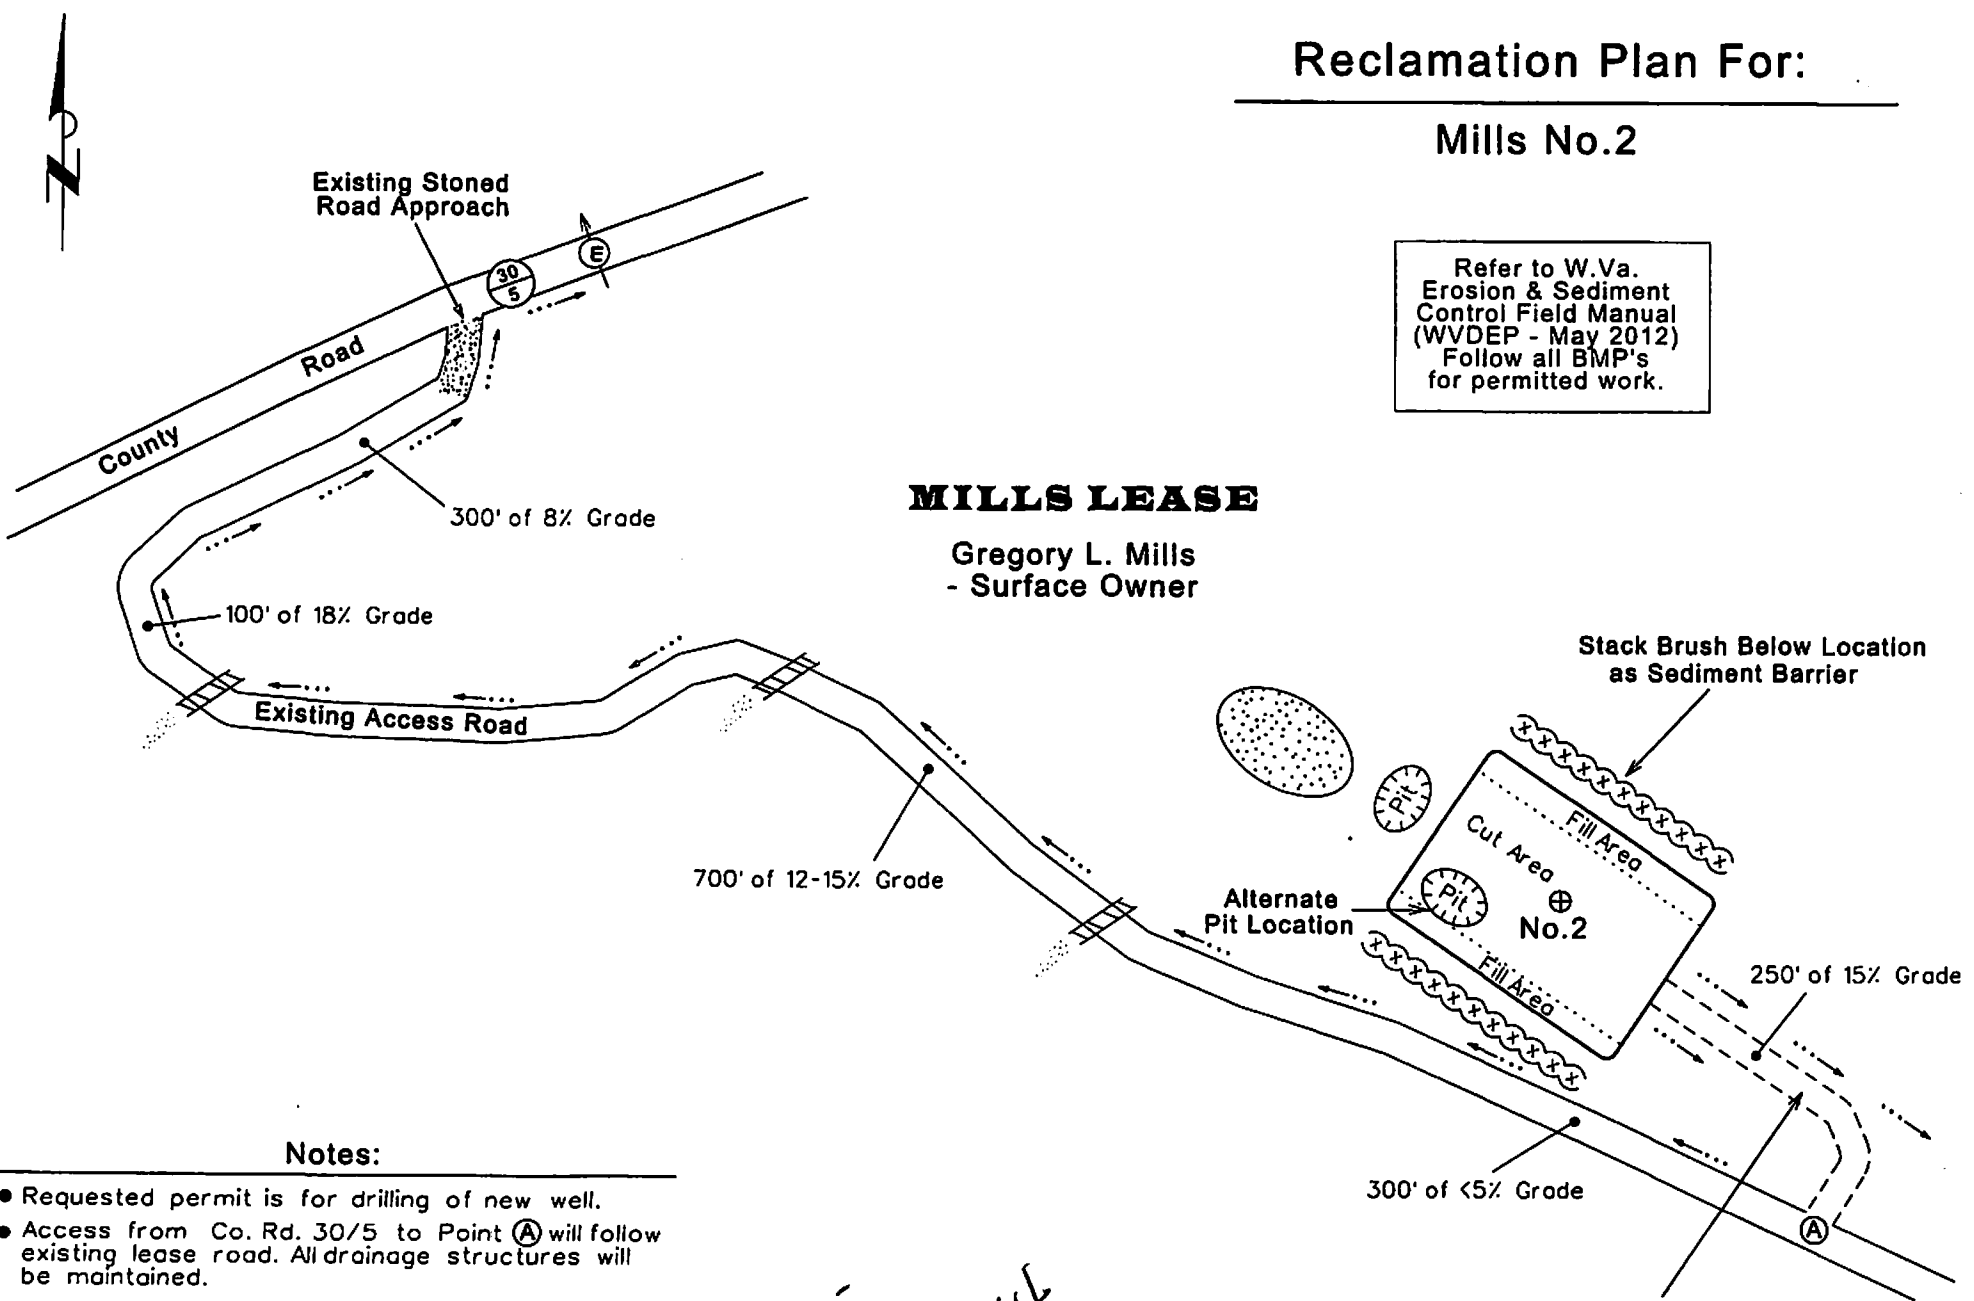 Reclamation Plan For:
Mills No.2
N
Existing Stoned
Road Approach
E
30
5
Refer to W.Va.
Erosion & Sediment
Control Field Manual
(WVDEP - May 2012)
Follow all BMP's
for permitted work.
County Road
300' of 8% Grade
MILLS LEASE
Gregory L. Mills
- Surface Owner
100' of 18% Grade
Existing Access Road
Stack Brush Below Location
as Sediment Barrier
Pit
Fill Area
Cut Area
700' of 12-15% Grade
Alternate
Pit Location
Pit
No.2
Fill Area
250' of 15% Grade
300' of <5% Grade
A
Notes:
• Requested permit is for drilling of new well.
• Access from Co. Rd. 30/5 to Point Ⓐ will follow
existing lease road. All drainage structures will
be maintained.